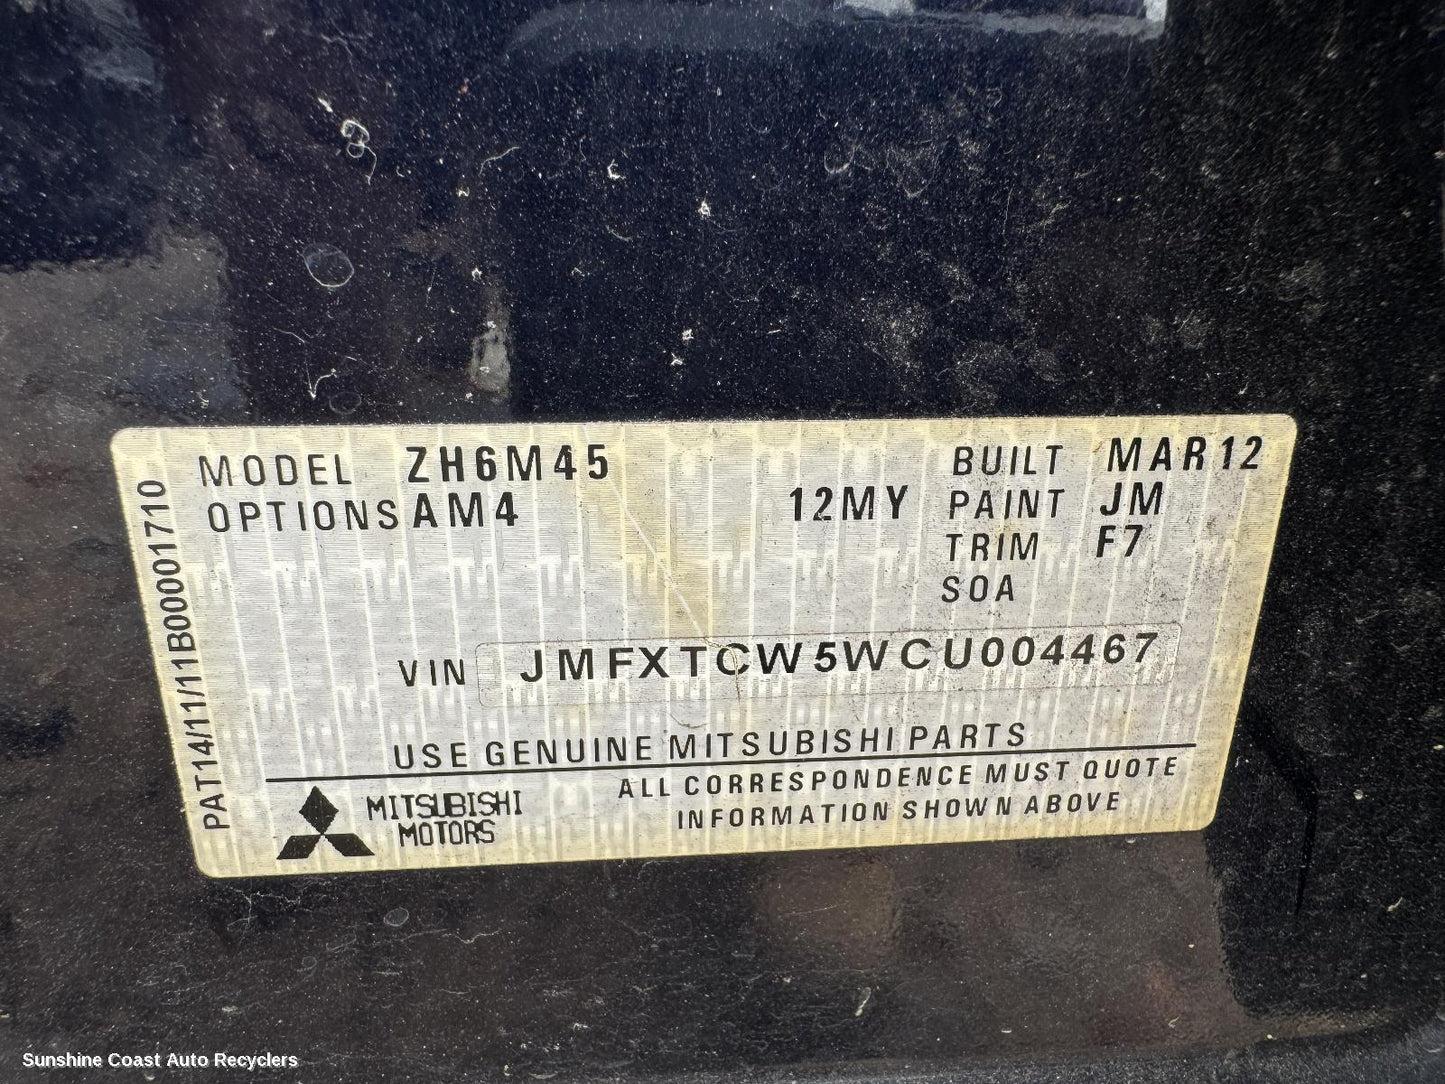 MODEL ZH6M45 BUILT MAR12
OPTIONS AM4 12MY PAINT JM
TRIM F7
SOA
VIN JMFXTCW5WCU004467
USE GENUINE MITSUBISHI PARTS
MITSUBISHI
MOTORS
ALL CORRESPONDENCE MUST QUOTE
INFORMATION SHOWN ABOVE
PAT14/11/11B00001710
Sunshine Coast Auto Recyclers